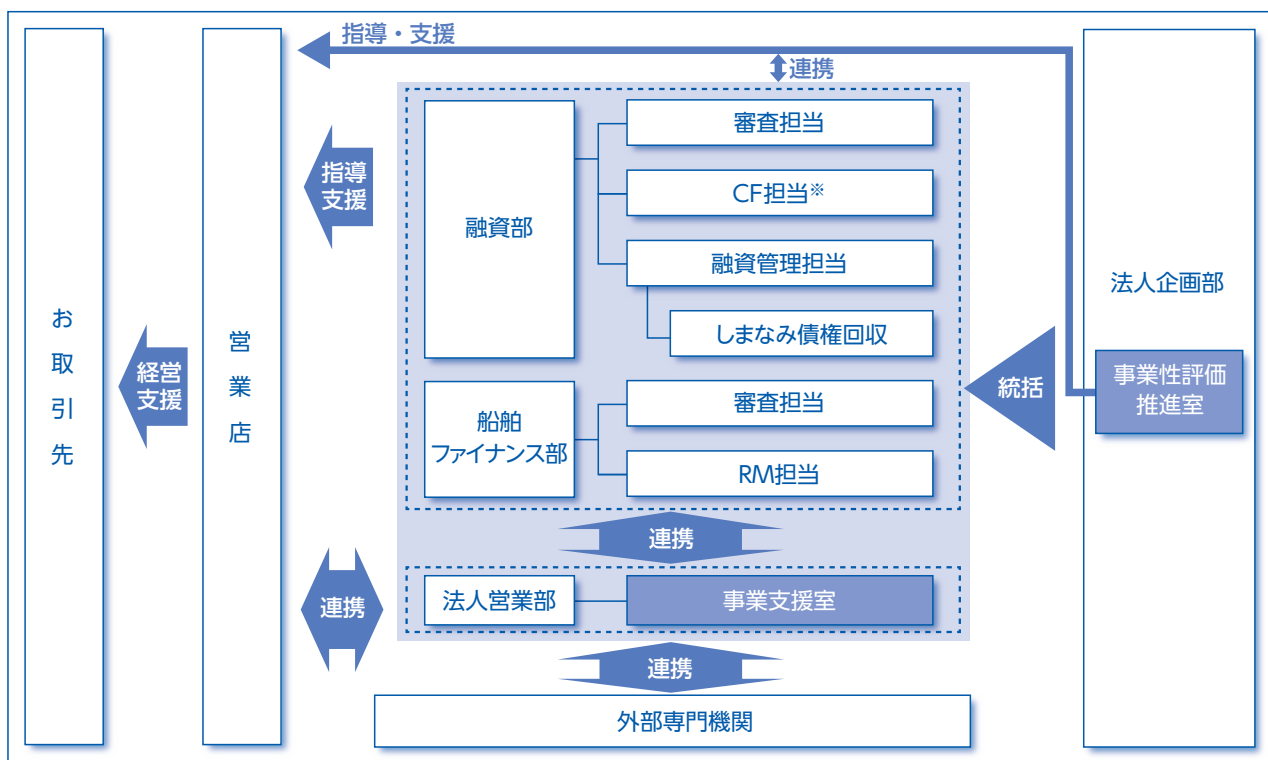 指導・支援
連携
お取引先
経営
支援
営業店
指導
支援
融資部
審査担当
CF担当※
融資管理担当
しまなみ債権回収
船舶
ファイナンス部
審査担当
RM担当
連携
連携
法人営業部
事業支援室
連携
外部専門機関
統括
法人企画部
事業性評価
推進室